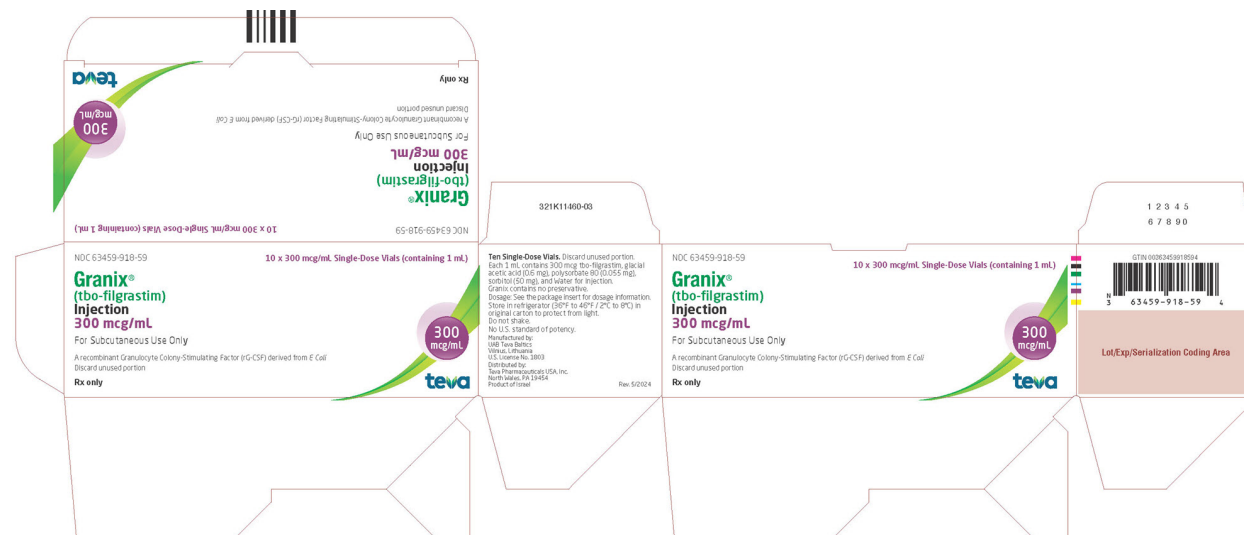 teva
Rx only
300
mcg/mL
Discard unused portion
A recombinant Granulocyte Colony-Stimulating Factor (rG-CSF) derived from E Coli
For Subcutaneous Use Only
300 mcg/mL
Injection
(tbo-filgrastim)
Granix®
10 x 300 mcg/mL Single-Dose Vials (containing 1 mL)
NDC 63459-918-59
NDC 63459-918-59
10 x 300 mcg/mL Single-Dose Vials (containing 1 mL)
Granix®
(tbo-filgrastim)
Injection
300 mcg/mL
For Subcutaneous Use Only
A recombinant Granulocyte Colony-Stimulating Factor (rG-CSF) derived from E Coli
Discard unused portion
Rx only
300
mcg/mL
teva
321K11460-03
Ten Single-Dose Vials. Discard unused portion.
Each 1 mL contains 300 mcg tbo-filgrastim, glacial
acetic acid (0.6 mg), polysorbate 80 (0.055 mg),
sorbitol (50 mg), and Water for Injection.
Granix contains no preservative.
Dosage: See the package insert for dosage information.
Store in refrigerator (36°F to 46°F / 2°C to 8°C) in
original carton to protect from light.
Do not shake.
No U.S. standard of potency.
Manufactured by:
UAB Teva Baltics
Vilnius, Lithuania
U.S. License No. 1803
Distributed by:
Teva Pharmaceuticals USA, Inc.
North Wales, PA 19454
Product of Israel
Rev. 5/2024
NDC 63459-918-59
10 x 300 mcg/mL Single-Dose Vials (containing 1 mL)
Granix®
(tbo-filgrastim)
Injection
300 mcg/mL
For Subcutaneous Use Only
A recombinant Granulocyte Colony-Stimulating Factor (rG-CSF) derived from E Coli
Discard unused portion
Rx only
300
mcg/mL
teva
1 2 3 4 5
6 7 8 9 0
GTIN 00363459918594
N
3 63459-918-59 4
Lot/Exp/Serialization Coding Area